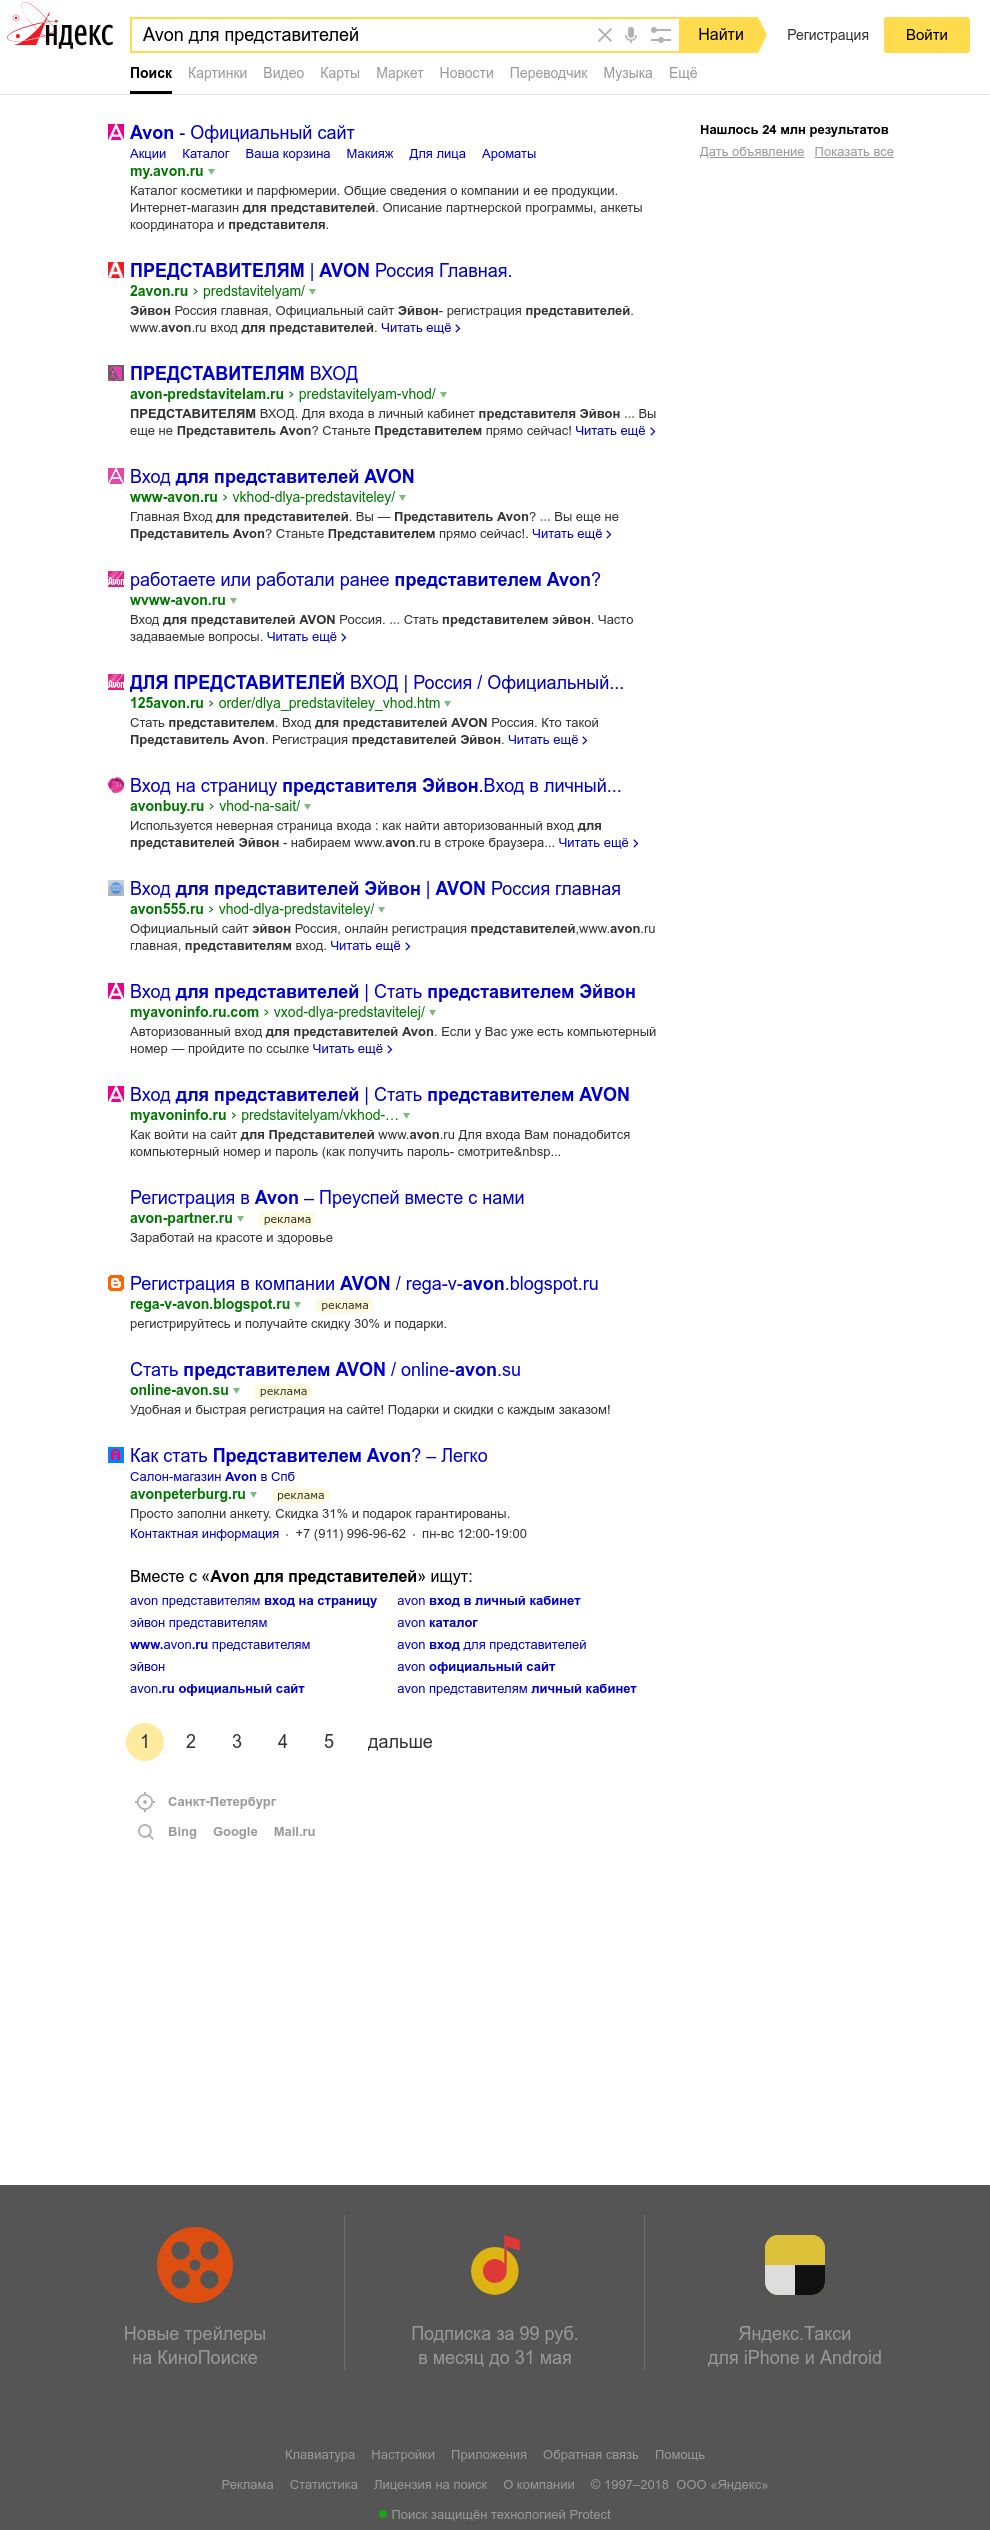 Яндекс
Avon для представителей
Найти
Регистрация
Войти
Поиск Картинки Видео Карты Маркет Новости Переводчик Музыка Ещё
Нашлось 24 млн результатов
Дать объявление Показать все
Avon - Официальный сайт
Акции Каталог Ваша корзина Макияж Для лица Ароматы
my.avon.ru
Каталог косметики и парфюмерии. Общие сведения о компании и ее продукции.
Интернет-магазин для представителей. Описание партнерской программы, анкеты
координатора и представителя.
ПРЕДСТАВИТЕЛЯМ | AVON Россия Главная.
2avon.ru › predstavitelyam/
Эйвон Россия главная, Официальный сайт Эйвон- регистрация представителей.
www.avon.ru вход для представителей. Читать ещё ›
ПРЕДСТАВИТЕЛЯМ ВХОД
avon-predstavitelam.ru › predstavitelyam-vhod/
ПРЕДСТАВИТЕЛЯМ ВХОД. Для входа в личный кабинет представителя Эйвон ... Вы
еще не Представитель Avon? Станьте Представителем прямо сейчас! Читать ещё ›
Вход для представителей AVON
www-avon.ru › vkhod-dlya-predstaviteley/
Главная Вход для представителей. Вы — Представитель Avon? ... Вы еще не
Представитель Avon? Станьте Представителем прямо сейчас!. Читать ещё ›
работаете или работали ранее представителем Avon?
wvww-avon.ru
Вход для представителей AVON Россия. ... Стать представителем эйвон. Часто
задаваемые вопросы. Читать ещё ›
ДЛЯ ПРЕДСТАВИТЕЛЕЙ ВХОД | Россия / Официальный...
125avon.ru › order/dlya_predstaviteley_vhod.htm
Стать представителем. Вход для представителей AVON Россия. Кто такой
Представитель Avon. Регистрация представителей Эйвон. Читать ещё ›
Вход на страницу представителя Эйвон.Вход в личный...
avonbuy.ru › vhod-na-sait/
Используется неверная страница входа : как найти авторизованный вход для
представителей Эйвон - набираем www.avon.ru в строке браузера... Читать ещё ›
Вход для представителей Эйвон | AVON Россия главная
avon555.ru › vhod-dlya-predstaviteley/
Официальный сайт эйвон Россия, онлайн регистрация представителей,www.avon.ru
главная, представителям вход. Читать ещё ›
Вход для представителей | Стать представителем Эйвон
myavoninfo.ru.com › vxod-dlya-predstavitelej/
Авторизованный вход для представителей Avon. Если у Вас уже есть компьютерный
номер — пройдите по ссылке Читать ещё ›
Вход для представителей | Стать представителем AVON
myavoninfo.ru › predstavitelyam/vkhod-...
Как войти на сайт для Представителей www.avon.ru Для входа Вам понадобится
компьютерный номер и пароль (как получить пароль- смотрите&nbsp...
Регистрация в Avon – Преуспей вместе с нами
avon-partner.ru реклама
Заработай на красоте и здоровье
Регистрация в компании AVON / rega-v-avon.blogspot.ru
rega-v-avon.blogspot.ru реклама
регистрируйтесь и получайте скидку 30% и подарки.
Стать представителем AVON / online-avon.su
online-avon.su реклама
Удобная и быстрая регистрация на сайте! Подарки и скидки с каждым заказом!
Как стать Представителем Avon? – Легко
Салон-магазин Avon в Спб
avonpeterburg.ru реклама
Просто заполни анкету. Скидка 31% и подарок гарантированы.
Контактная информация · +7 (911) 996-96-62 · пн-вс 12:00-19:00
Вместе с «Avon для представителей» ищут:
avon представителям вход на страницу avon вход в личный кабинет
эйвон представителям avon каталог
www.avon.ru представителям avon вход для представителей
эйвон avon официальный сайт
avon.ru официальный сайт avon представителям личный кабинет
1 2 3 4 5 дальше
Санкт-Петербург
Bing Google Mail.ru
Новые трейлеры
на КиноПоиске
Подписка за 99 руб.
в месяц до 31 мая
Яндекс.Такси
для iPhone и Android
Клавиатура Настройки Приложения Обратная связь Помощь
Реклама Статистика Лицензия на поиск О компании © 1997–2018 ООО «Яндекс»
Поиск защищён технологией Protect